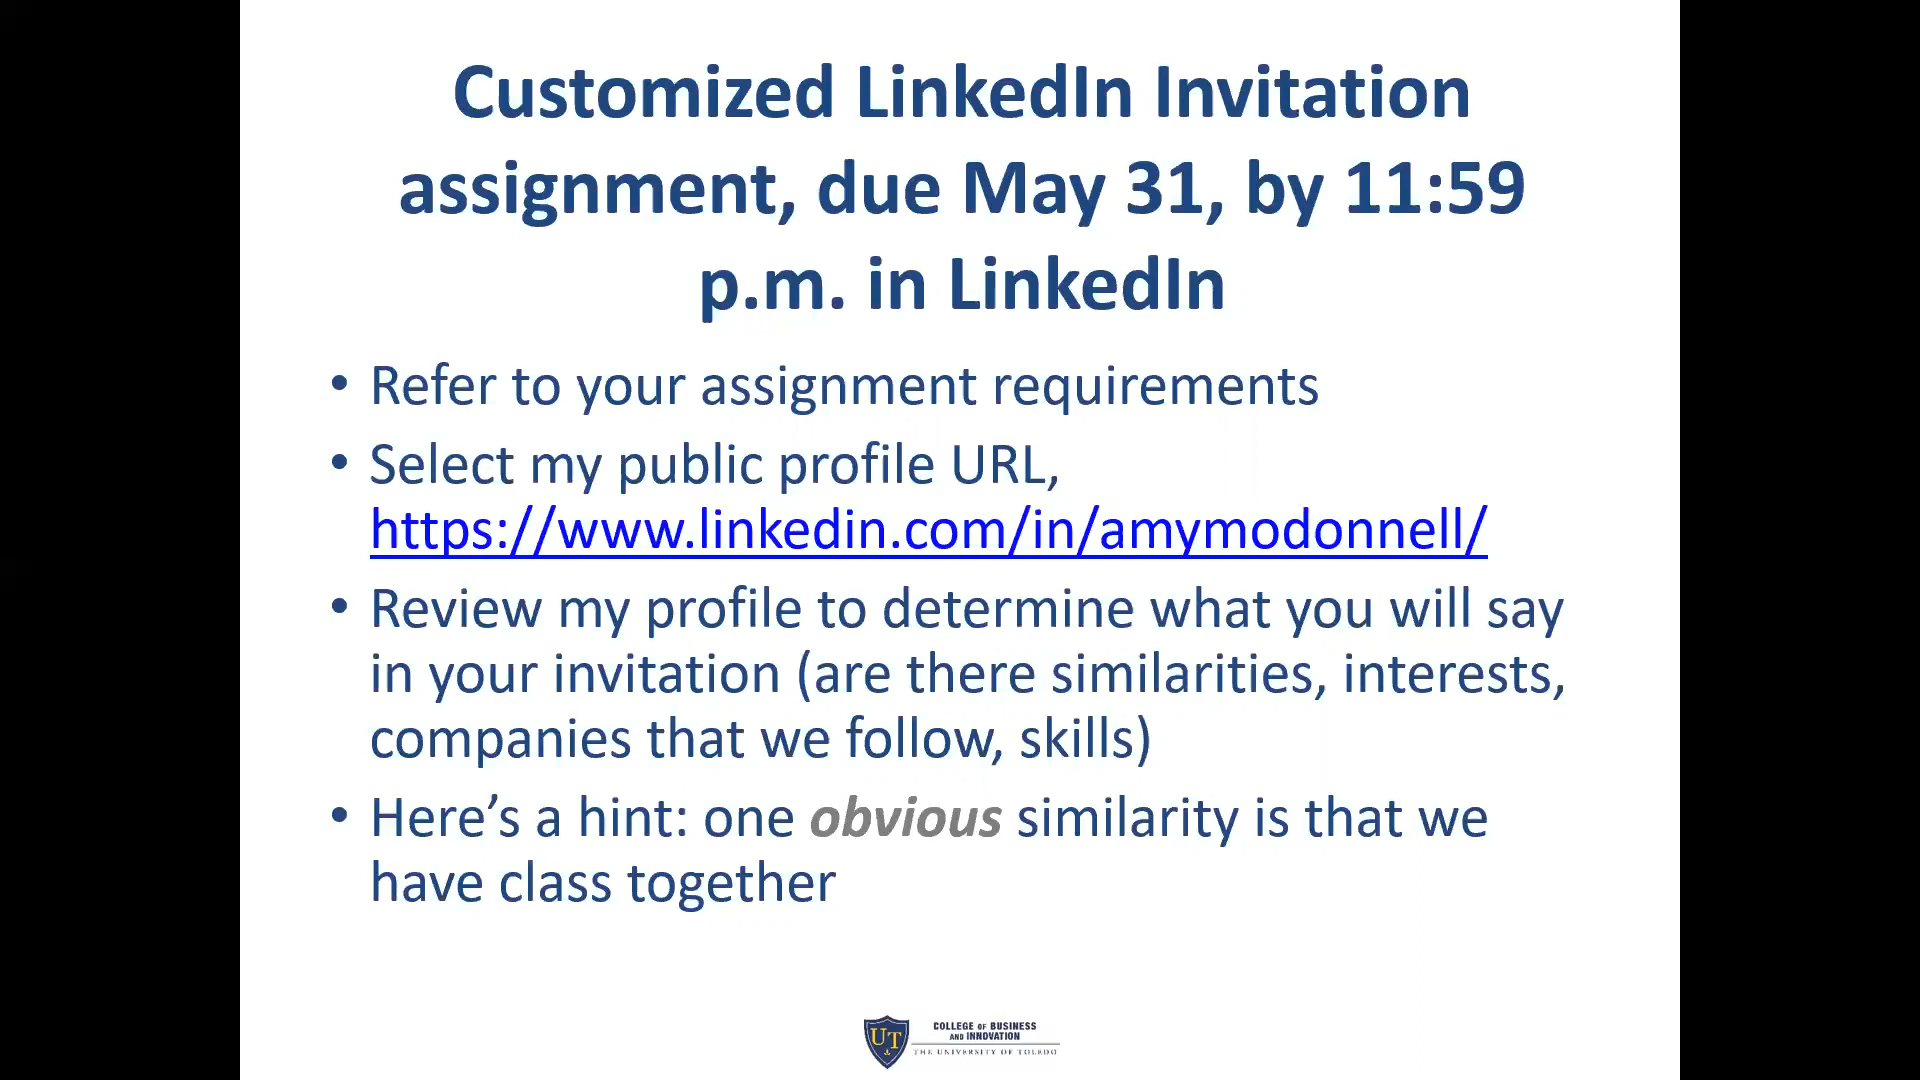 Customized LinkedIn Invitation
assignment, due May 31, by 11:59
p.m. in LinkedIn
• Refer to your assignment requirements
• Select my public profile URL,
https://www.linkedin.com/in/amymodonnell/
• Review my profile to determine what you will say
in your invitation (are there similarities, interests,
companies that we follow, skills)
• Here’s a hint: one obvious similarity is that we
have class together
UT
COLLEGE OF BUSINESS
AND INNOVATION
THE UNIVERSITY OF TOLEDO